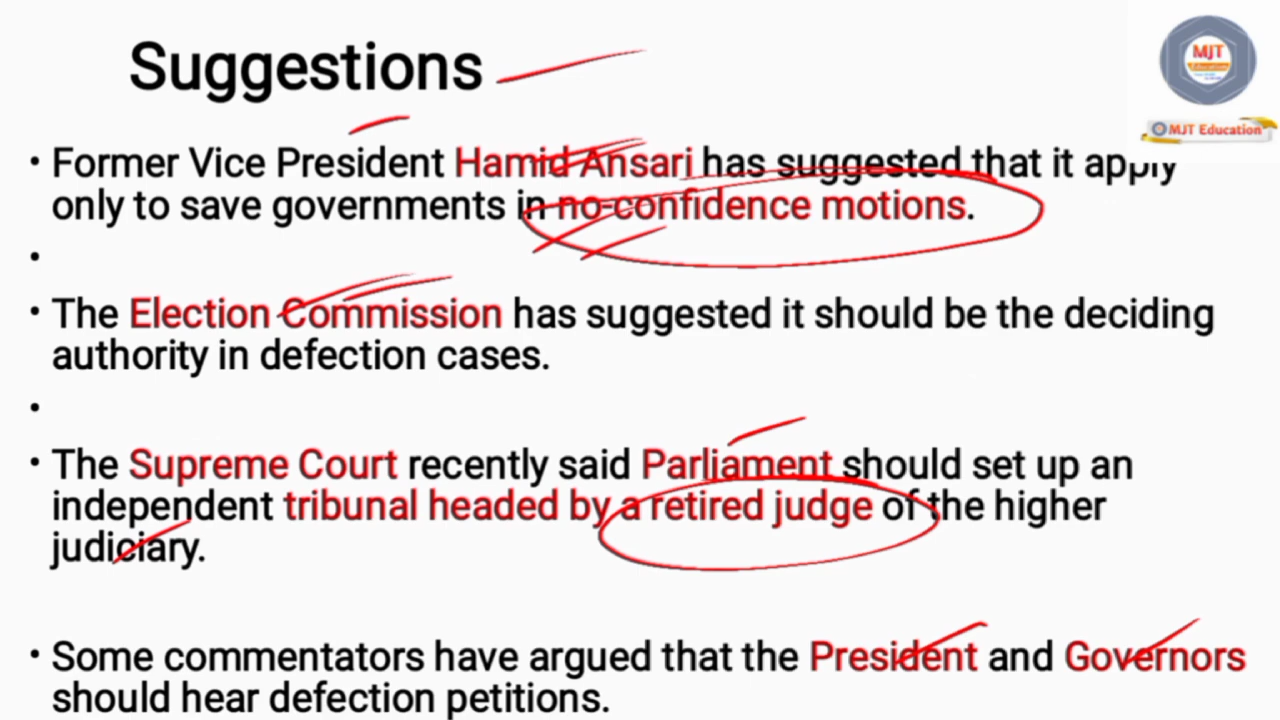 Suggestions
MJT
Education
MJT Education
• Former Vice President Hamid Ansari has suggested that it apply
only to save governments in no-confidence motions.
•
• The Election Commission has suggested it should be the deciding
authority in defection cases.
•
• The Supreme Court recently said Parliament should set up an
independent tribunal headed by a retired judge of the higher
judiciary.
• Some commentators have argued that the President and Governors
should hear defection petitions.